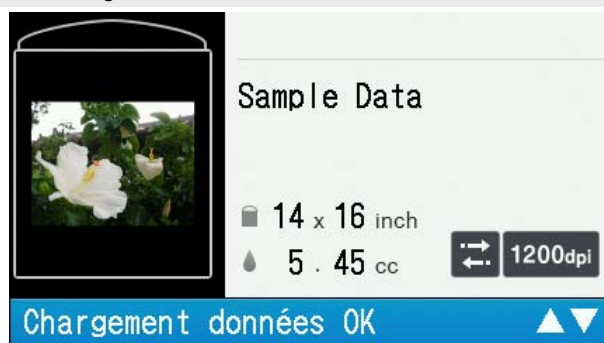 Sample Data
14 x 16 inch
5 . 45 cc
1200dpi
Chargement données OK